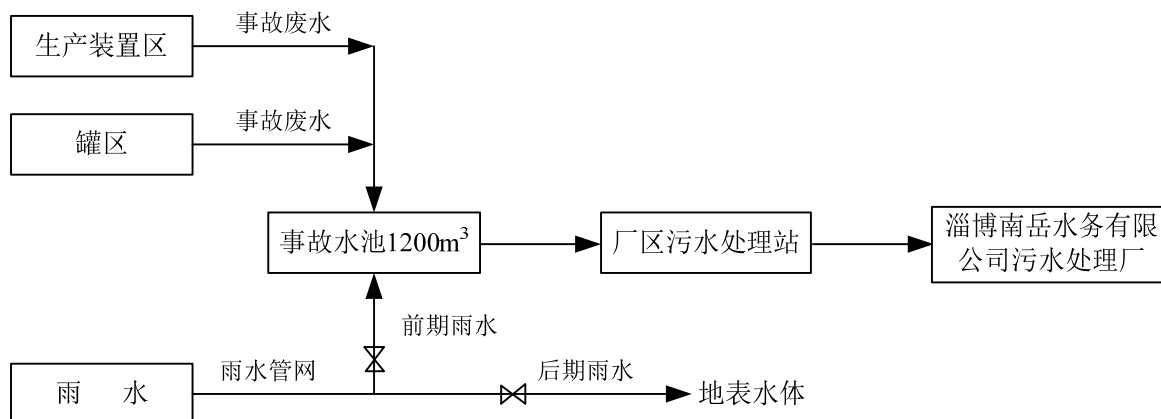 事故废水
生产装置区
事故废水
罐区
事故水池1200m³
厂区污水处理站
淄博南岳水务有限
公司污水处理厂
前期雨水
雨水管网
后期雨水
雨 水
地表水体